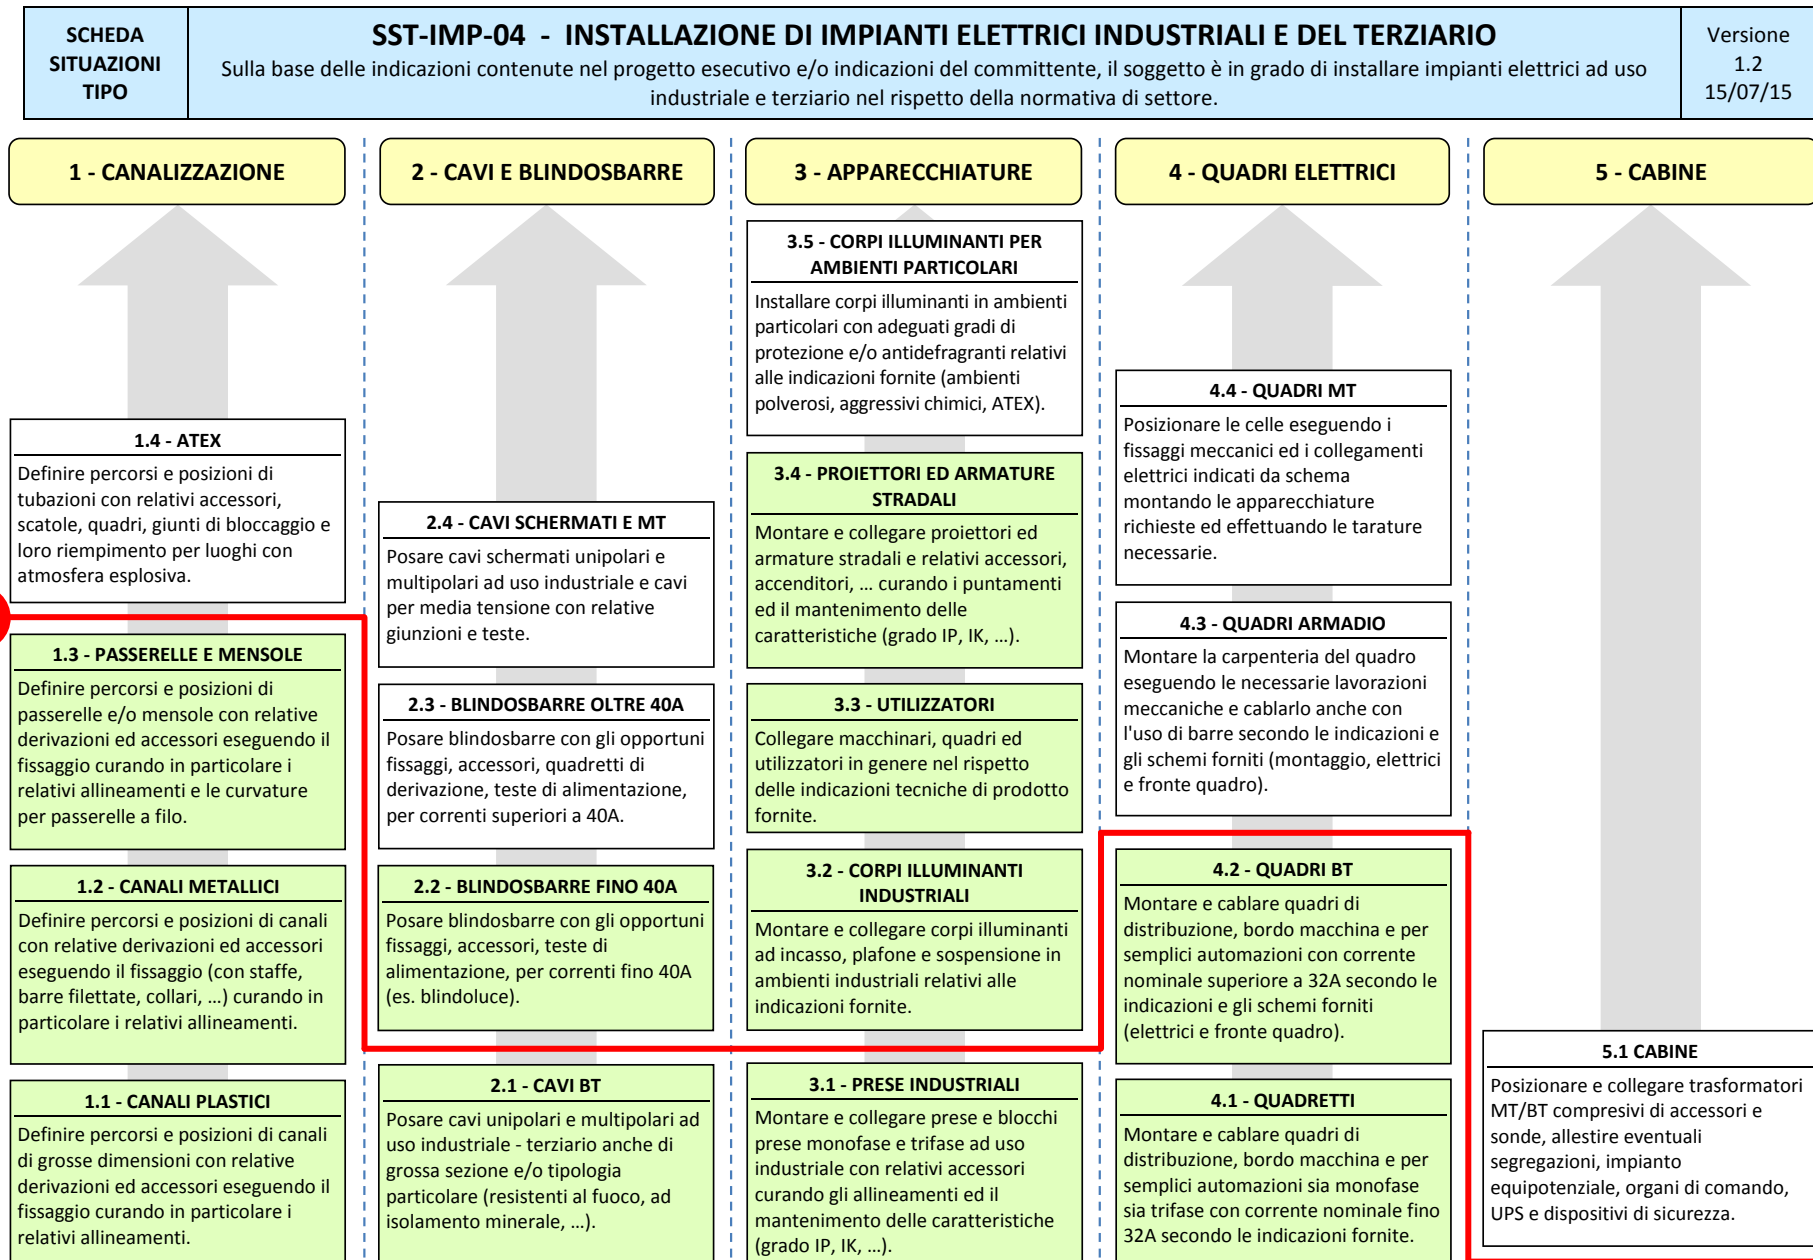 SCHEDA
SITUAZIONI
TIPO
SST-IMP-04 - INSTALLAZIONE DI IMPIANTI ELETTRICI INDUSTRIALI E DEL TERZIARIO
Sulla base delle indicazioni contenute nel progetto esecutivo e/o indicazioni del committente, il soggetto è in grado di installare impianti elettrici ad uso
industriale e terziario nel rispetto della normativa di settore.
Versione
1.2
15/07/15
1 - CANALIZZAZIONE
1.4 - ATEX
Definire percorsi e posizioni di
tubazioni con relativi accessori,
scatole, quadri, giunti di bloccaggio e
loro riempimento per luoghi con
atmosfera esplosiva.
1.3 - PASSERELLE E MENSOLE
Definire percorsi e posizioni di
passerelle e/o mensole con relative
derivazioni ed accessori eseguendo il
fissaggio curando in particolare i
relativi allineamenti e le curvature
per passerelle a filo.
1.2 - CANALI METALLICI
Definire percorsi e posizioni di canali
con relative derivazioni ed accessori
eseguendo il fissaggio (con staffe,
barre filettate, collari, ...) curando in
particolare i relativi allineamenti.
1.1 - CANALI PLASTICI
Definire percorsi e posizioni di canali
di grosse dimensioni con relative
derivazioni ed accessori eseguendo il
fissaggio curando in particolare i
relativi allineamenti.
2 - CAVI E BLINDOSBARRE
2.4 - CAVI SCHERMATI E MT
Posare cavi schermati unipolari e
multipolari ad uso industriale e cavi
per media tensione con relative
giunzioni e teste.
2.3 - BLINDOSBARRE OLTRE 40A
Posare blindosbarre con gli opportuni
fissaggi, accessori, quadretti di
derivazione, teste di alimentazione,
per correnti superiori a 40A.
2.2 - BLINDOSBARRE FINO 40A
Posare blindosbarre con gli opportuni
fissaggi, accessori, teste di
alimentazione, per correnti fino 40A
(es. blindoluce).
2.1 - CAVI BT
Posare cavi unipolari e multipolari ad
uso industriale - terziario anche di
grossa sezione e/o tipologia
particolare (resistenti al fuoco, ad
isolamento minerale, ...).
3 - APPARECCHIATURE
3.5 - CORPI ILLUMINANTI PER
AMBIENTI PARTICOLARI
Installare corpi illuminanti in ambienti
particolari con adeguati gradi di
protezione e/o antidefragranti relativi
alle indicazioni fornite (ambienti
polverosi, aggressivi chimici, ATEX).
3.4 - PROIETTORI ED ARMATURE
STRADALI
Montare e collegare proiettori ed
armature stradali e relativi accessori,
accenditori, ... curando i puntamenti
ed il mantenimento delle
caratteristiche (grado IP, IK, ...).
3.3 - UTILIZZATORI
Collegare macchinari, quadri ed
utilizzatori in genere nel rispetto
delle indicazioni tecniche di prodotto
fornite.
3.2 - CORPI ILLUMINANTI
INDUSTRIALI
Montare e collegare corpi illuminanti
ad incasso, plafone e sospensione in
ambienti industriali relativi alle
indicazioni fornite.
3.1 - PRESE INDUSTRIALI
Montare e collegare prese e blocchi
prese monofase e trifase ad uso
industriale con relativi accessori
curando gli allineamenti ed il
mantenimento delle caratteristiche
(grado IP, IK, ...).
4 - QUADRI ELETTRICI
4.4 - QUADRI MT
Posizionare le celle eseguendo i
fissaggi meccanici ed i collegamenti
elettrici indicati da schema
montando le apparecchiature
richieste ed effettuando le tarature
necessarie.
4.3 - QUADRI ARMADIO
Montare la carpenteria del quadro
eseguendo le necessarie lavorazioni
meccaniche e cablarlo anche con
l'uso di barre secondo le indicazioni e
gli schemi forniti (montaggio, elettrici
e fronte quadro).
4.2 - QUADRI BT
Montare e cablare quadri di
distribuzione, bordo macchina e per
semplici automazioni con corrente
nominale superiore a 32A secondo le
indicazioni e gli schemi forniti
(elettrici e fronte quadro).
4.1 - QUADRETTI
Montare e cablare quadri di
distribuzione, bordo macchina e per
semplici automazioni sia monofase
sia trifase con corrente nominale fino
32A secondo le indicazioni fornite.
5 - CABINE
5.1 CABINE
Posizionare e collegare trasformatori
MT/BT compresivi di accessori e
sonde, allestire eventuali
segregazioni, impianto
equipotenziale, organi di comando,
UPS e dispositivi di sicurezza.